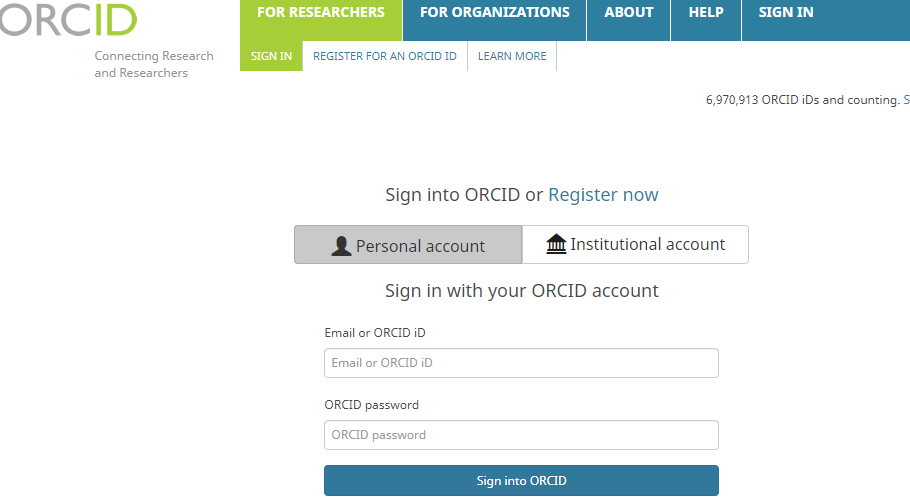 ORCID
FOR RESEARCHERS FOR ORGANIZATIONS ABOUT HELP SIGN IN
Connecting Research
and Researchers
SIGN IN REGISTER FOR AN ORCID ID LEARN MORE
6,970,913 ORCID iDs and counting. S
Sign into ORCID or Register now
Personal account Institutional account
Sign in with your ORCID account
Email or ORCID iD
Email or ORCID iD
ORCID password
ORCID password
Sign into ORCID